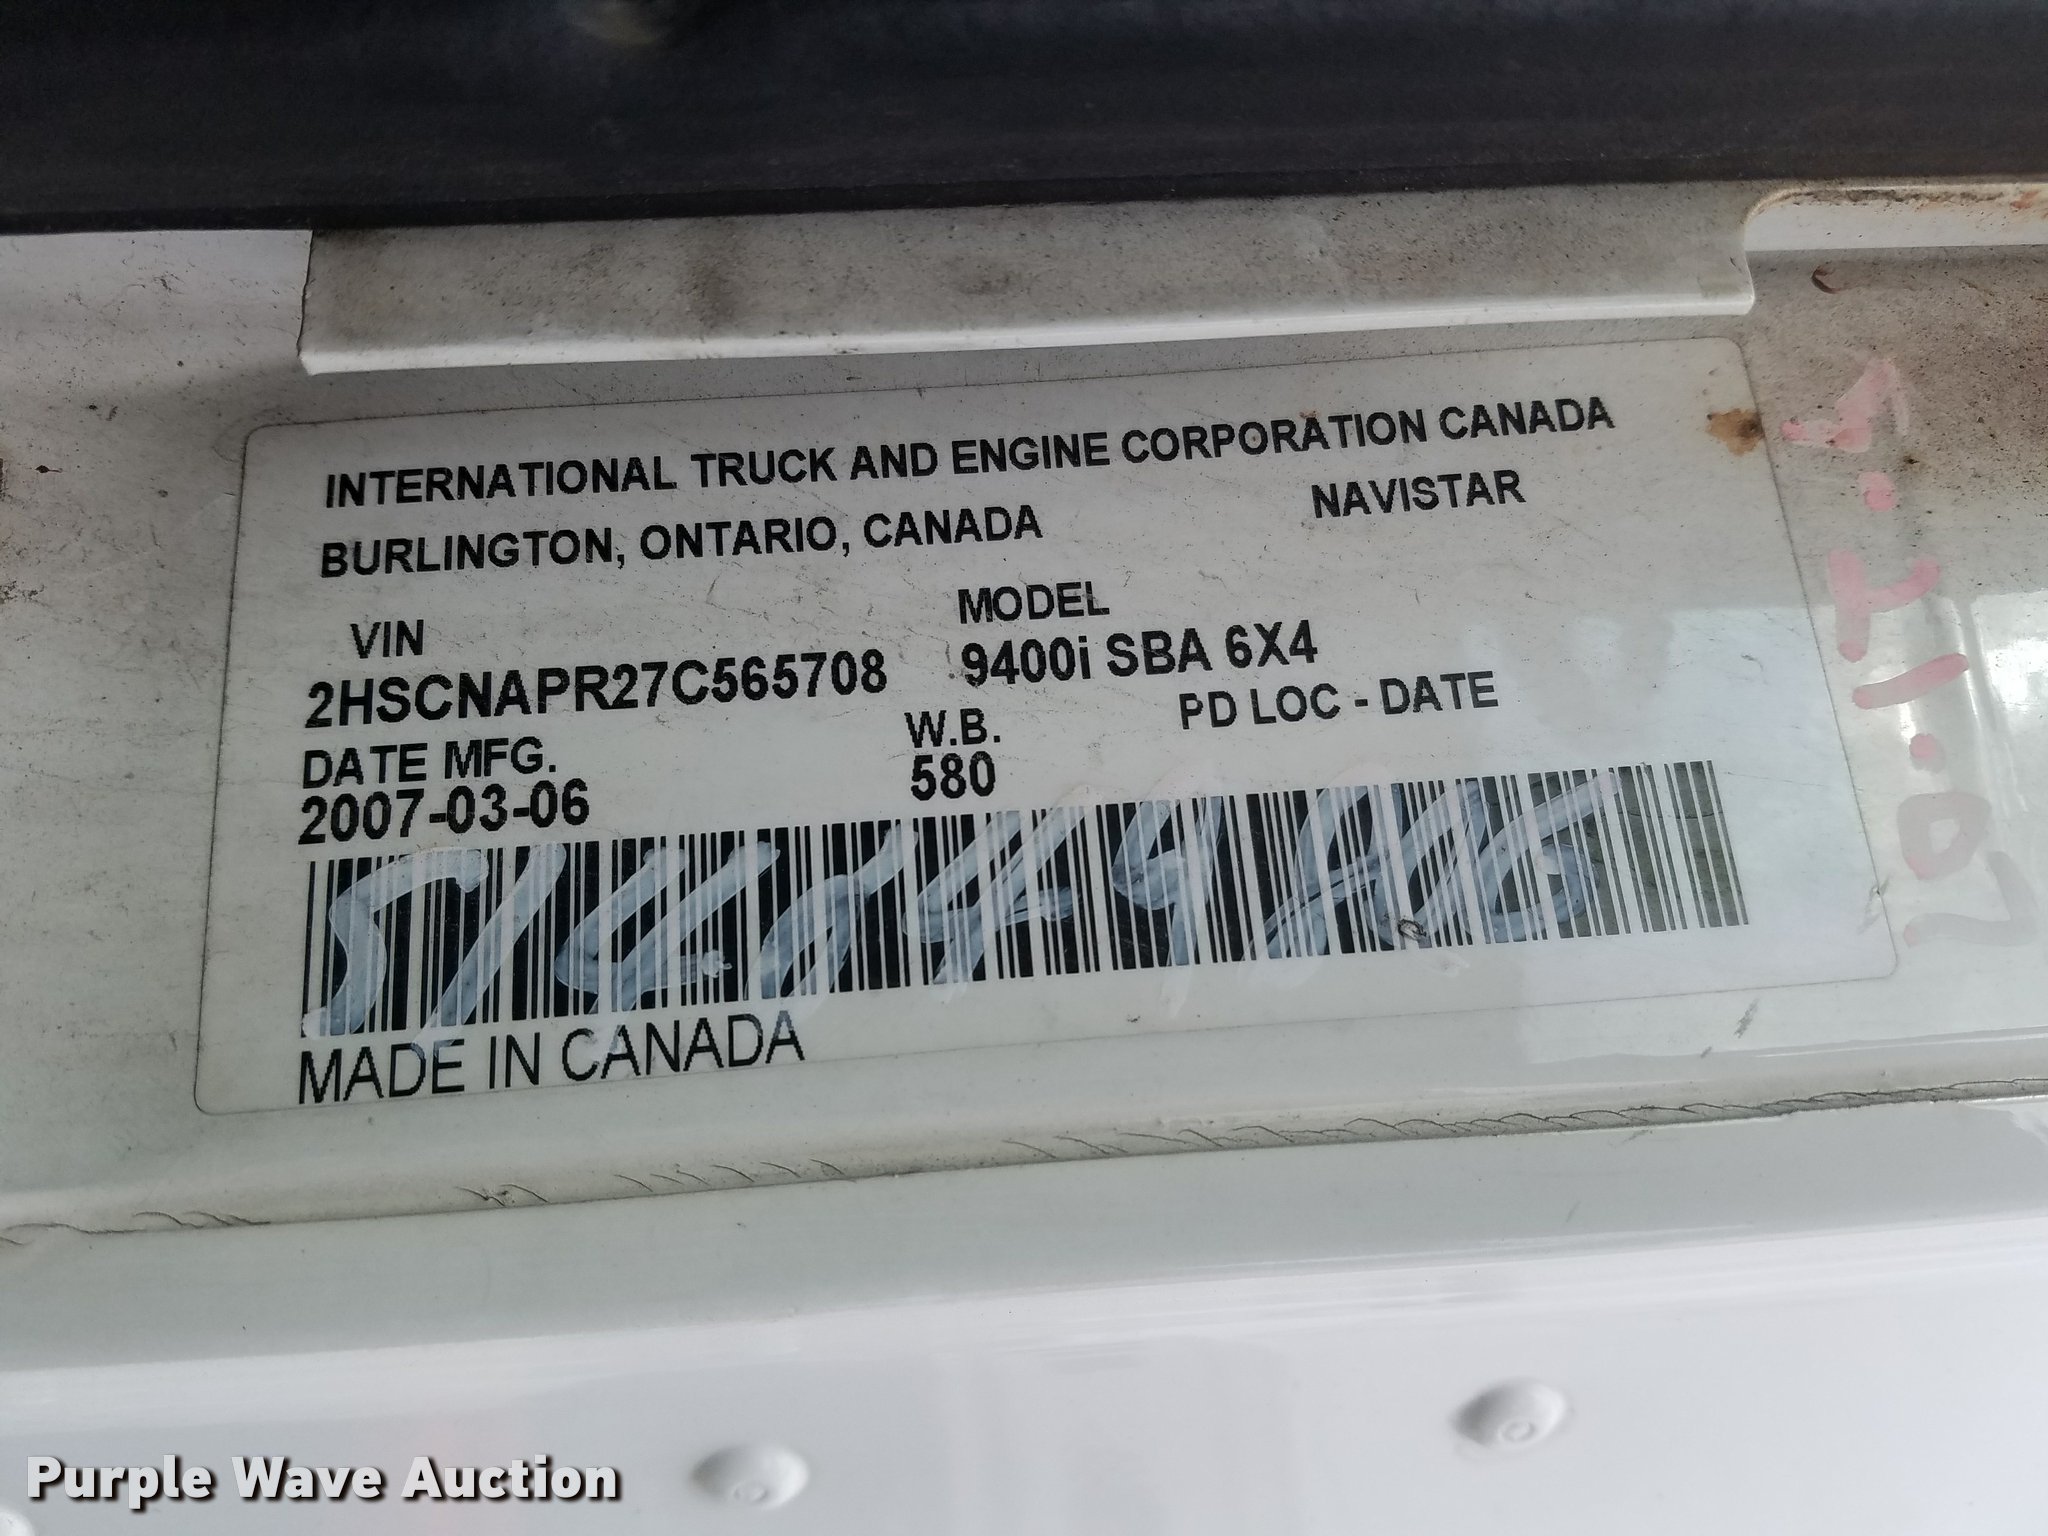 INTERNATIONAL TRUCK AND ENGINE CORPORATION CANADA
BURLINGTON, ONTARIO, CANADA NAVISTAR
VIN MODEL
2HSCNAPR27C565708 9400i SBA 6X4
DATE MFG. W.B. PD LOC - DATE
2007-03-06 580
MADE IN CANADA
Purple Wave Auction